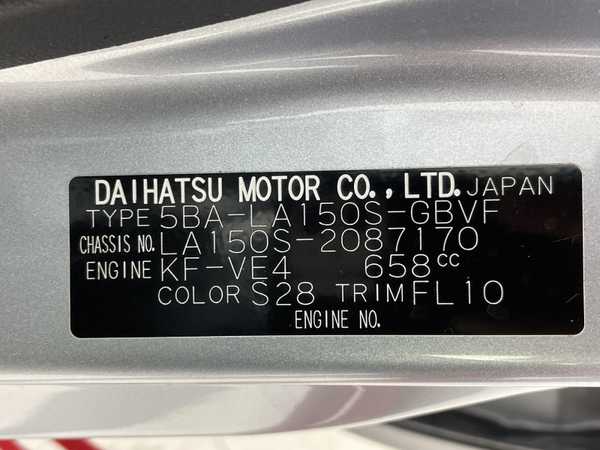 DAIHATSU MOTOR CO., LTD. JAPAN
TYPE 5BA-LA150S-GBVF
CHASSIS NO. LA150S-2087170
ENGINE KF-VE4 658cc
COLOR S28 TRIM FL10
ENGINE NO.